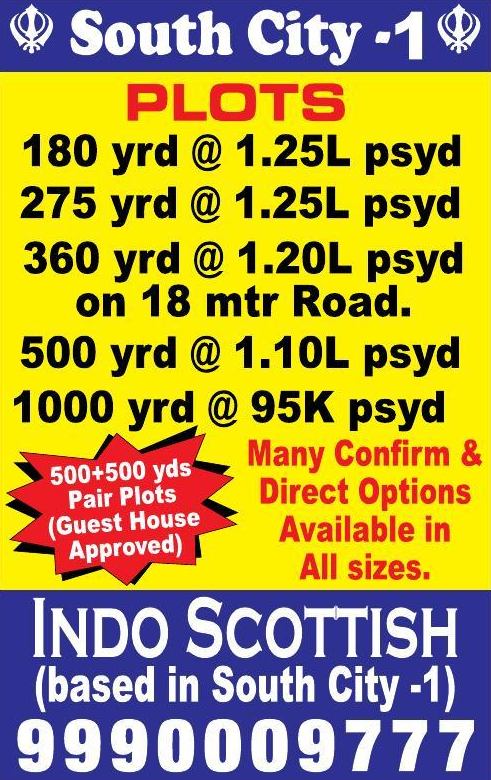 South City -1
PLOTS
180 yrd @ 1.25L psyd
275 yrd @ 1.25L psyd
360 yrd @ 1.20L psyd
on 18 mtr Road.
500 yrd @ 1.10L psyd
1000 yrd @ 95K psyd
500+500 yds
Pair Plots
(Guest House
Approved)
Many Confirm &
Direct Options
Available in
All sizes.
INDO SCOTTISH
(based in South City -1)
9990009777